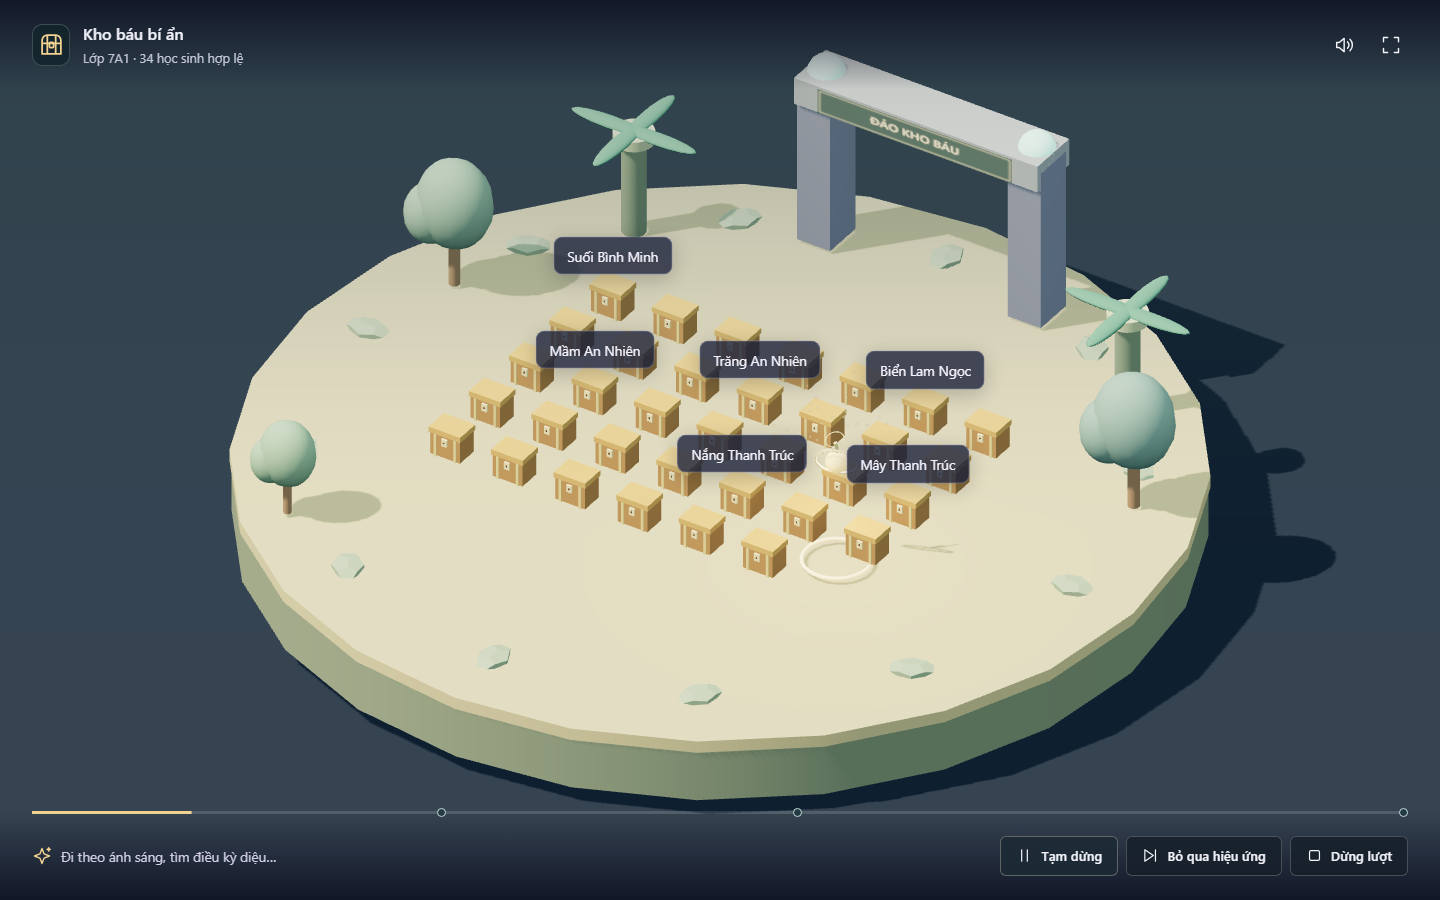 Kho báu bí ẩn
Lớp 7A1 · 34 học sinh hợp lệ
ĐẢO KHO BÁU
Suối Bình Minh
Mầm An Nhiên
Trăng An Nhiên
Biển Lam Ngọc
Nắng Thanh Trúc
Mây Thanh Trúc
Đi theo ánh sáng, tìm điều kỳ diệu...
Tạm dừng
Bỏ qua hiệu ứng
Dừng lượt